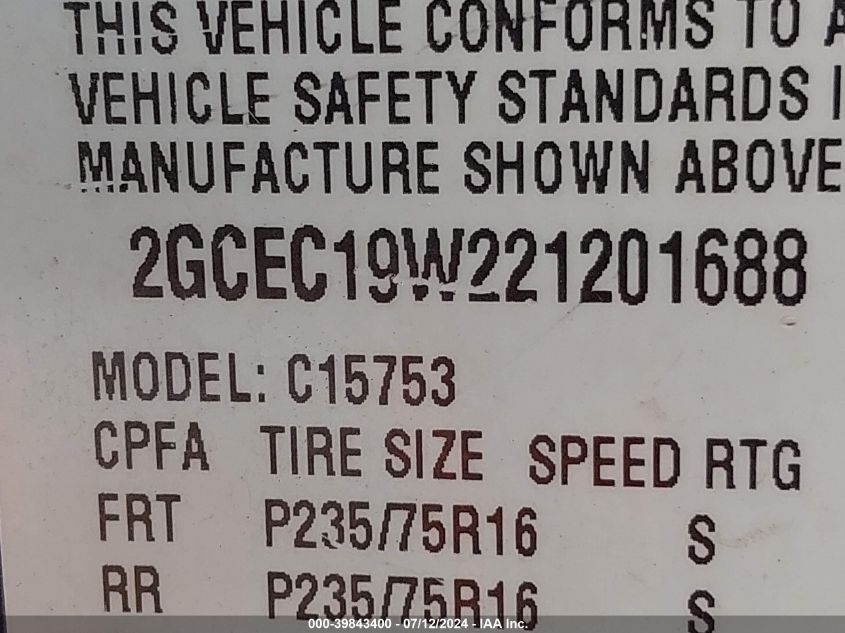 THIS VEHICLE CONFORMS TO A
VEHICLE SAFETY STANDARDS I
MANUFACTURE SHOWN ABOVE
2GCEC19W221201688
MODEL: C15753
CPFA TIRE SIZE SPEED RTG
FRT P235/75R16 S
RR P235/75R16 S
000-39843400 - 07/12/2024 - IAA Inc.